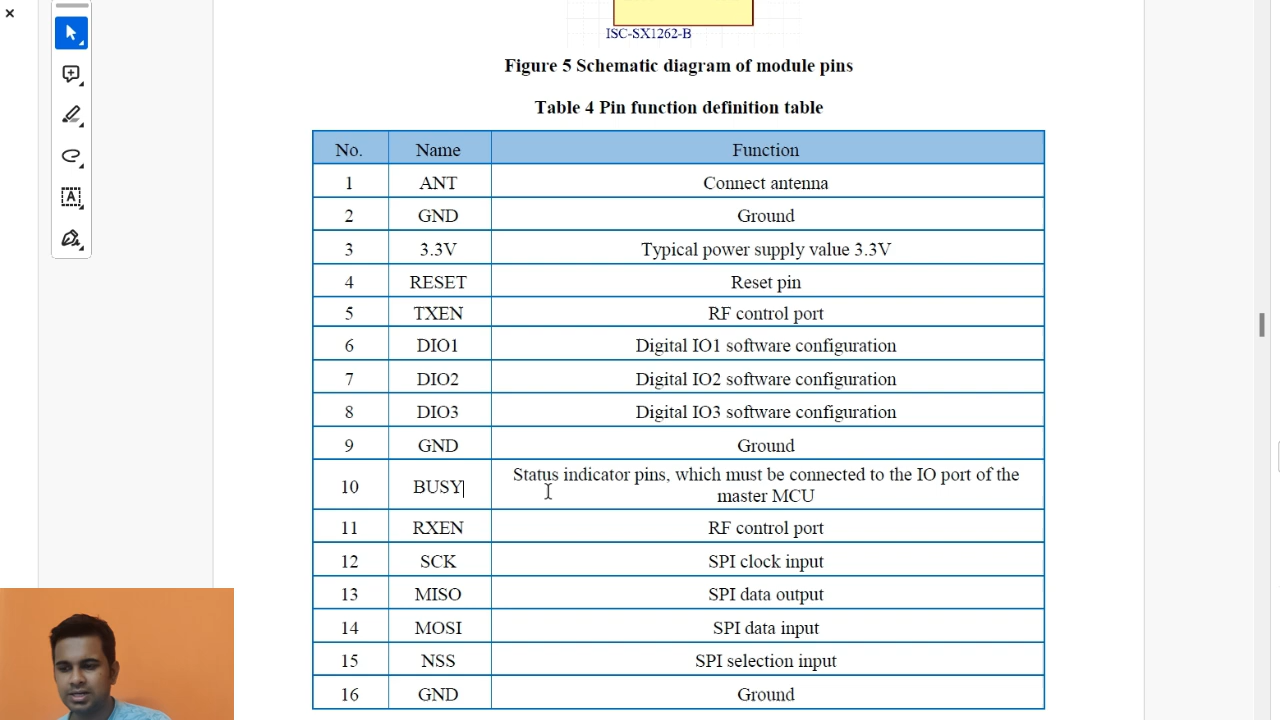 ISC-SX1262-B
Figure 5 Schematic diagram of module pins
Table 4 Pin function definition table
No. Name Function
1 ANT Connect antenna
2 GND Ground
3 3.3V Typical power supply value 3.3V
4 RESET Reset pin
5 TXEN RF control port
6 DIO1 Digital IO1 software configuration
7 DIO2 Digital IO2 software configuration
8 DIO3 Digital IO3 software configuration
9 GND Ground
10 BUSY Status indicator pins, which must be connected to the IO port of the
master MCU
11 RXEN RF control port
12 SCK SPI clock input
13 MISO SPI data output
14 MOSI SPI data input
15 NSS SPI selection input
16 GND Ground